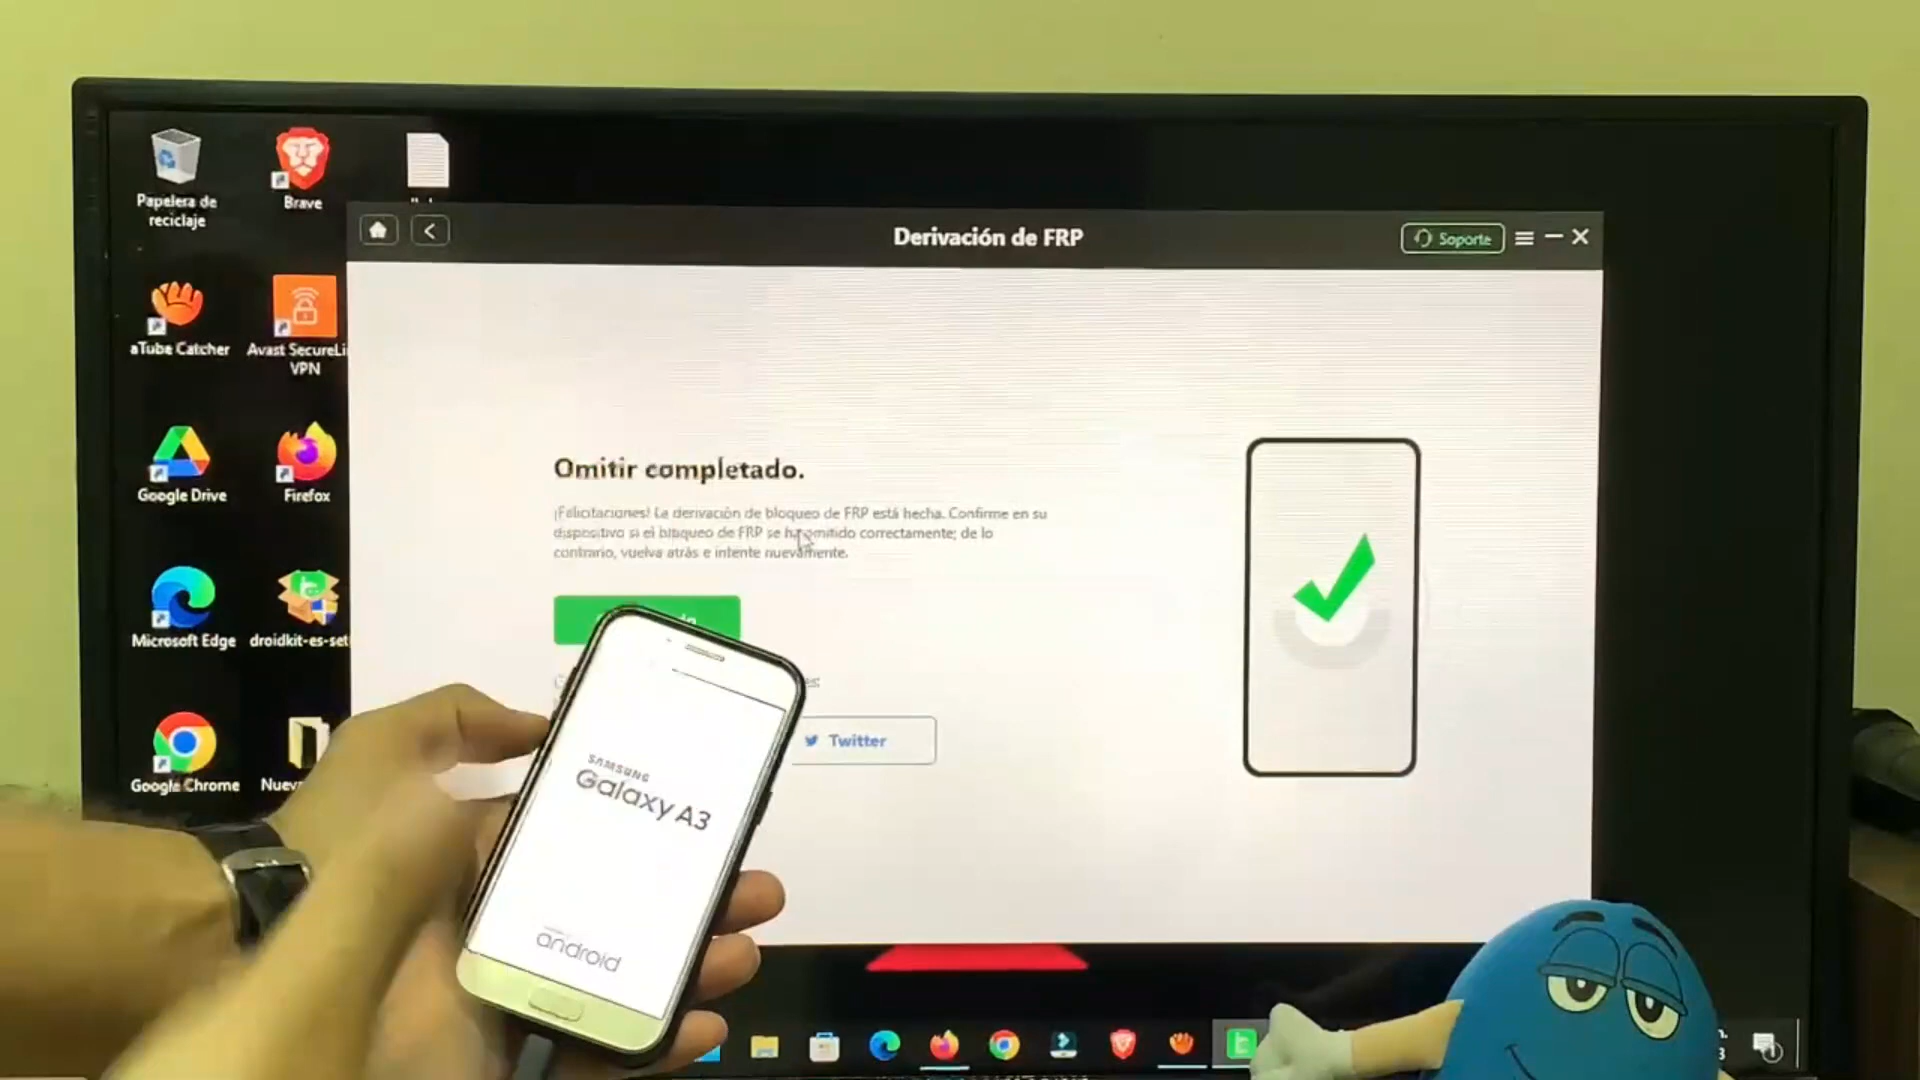 Papelera de
reciclaje
Brave
Derivación de FRP
Soporte
aTube Catcher
Avast SecureLi
VPN
Google Drive
Firefox
Omitir completado.
¡Felicitaciones! La derivación de bloqueo de FRP está hecha. Confirme en su
dispositivo si el bloqueo de FRP se ha omitido correctamente; de lo
contrario, vuelva atrás e intente nuevamente.
Microsoft Edge
droidkit-es-set
Twitter
Google Chrome
Nuev
SAMSUNG
Galaxy A3
android